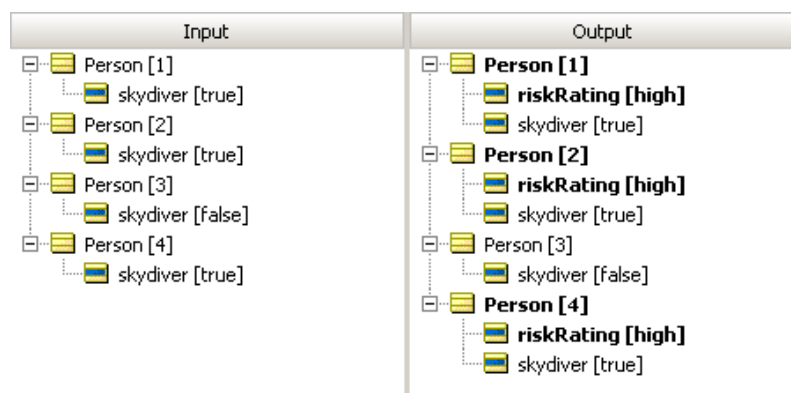 Input
Person [1]
skydiver [true]
Person [2]
skydiver [true]
Person [3]
skydiver [false]
Person [4]
skydiver [true]
Output
Person [1]
riskRating [high]
skydiver [true]
Person [2]
riskRating [high]
skydiver [true]
Person [3]
skydiver [false]
Person [4]
riskRating [high]
skydiver [true]